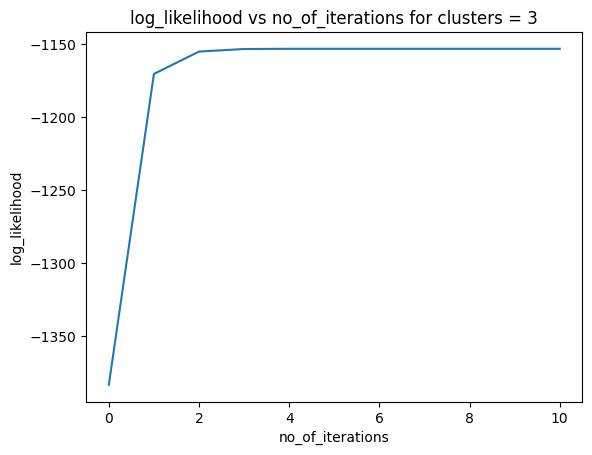 log_likelihood vs no_of_iterations for clusters = 3
−1150
−1200
−1250
−1300
−1350
log_likelihood
0 2 4 6 8 10
no_of_iterations